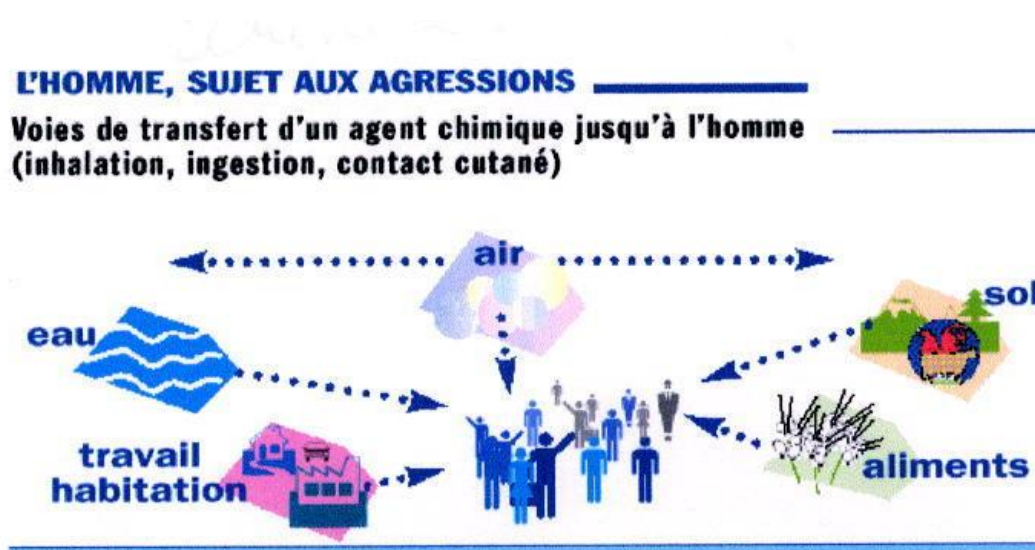 L'HOMME, SUJET AUX AGRESSIONS
Voies de transfert d'un agent chimique jusqu'à l'homme
(inhalation, ingestion, contact cutané)
air
eau
sol
travail
habitation
aliments